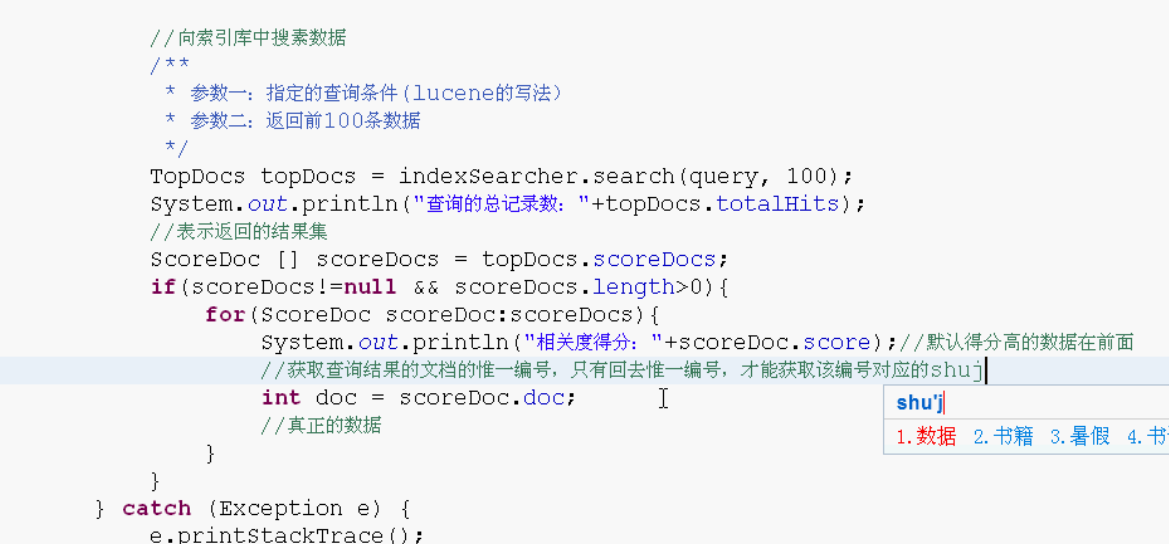 //向索引库中搜素数据
/**
* 参数一：指定的查询条件(lucene的写法）
* 参数二：返回前100条数据
*/
TopDocs topDocs = indexSearcher.search(query, 100);
System.out.println("查询的总记录数："+topDocs.totalHits);
//表示返回的结果集
ScoreDoc [] scoreDocs = topDocs.scoreDocs;
if(scoreDocs!=null && scoreDocs.length>0){
for(ScoreDoc scoreDoc:scoreDocs){
System.out.println("相关度得分："+scoreDoc.score);//默认得分高的数据在前面
//获取查询结果的文档的惟一编号，只有回去惟一编号，才能获取该编号对应的shuj
int doc = scoreDoc.doc;
//真正的数据
}
}
} catch (Exception e) {
e.printStackTrace();
shu'j
1.数据 2.书籍 3.暑假 4.书